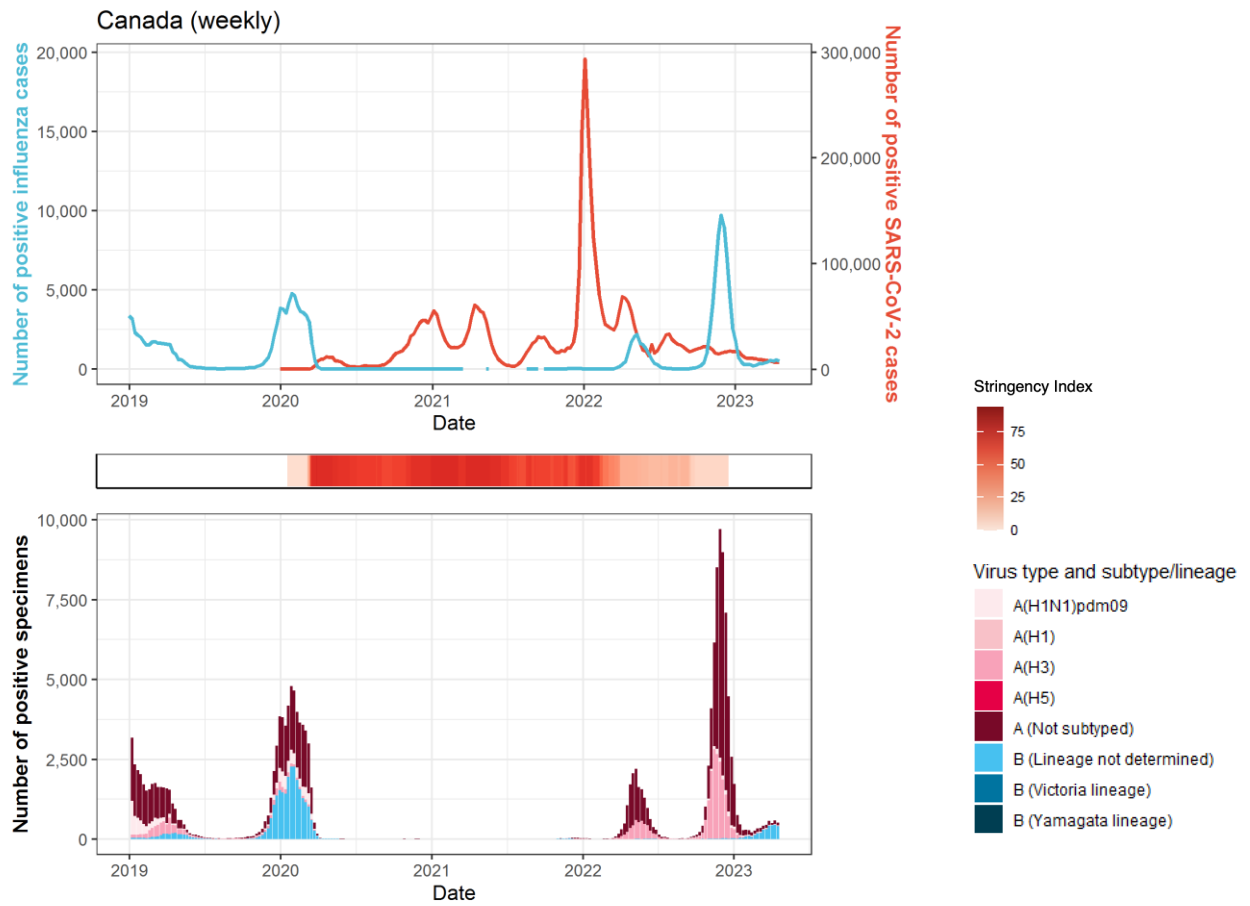 Canada (weekly)
Number of positive influenza cases
20,000
15,000
10,000
5,000
0
300,000
200,000
100,000
0
Number of positive SARS-CoV-2 cases
2019
2020
2021
2022
2023
Date
Stringency Index
75
50
25
0
Number of positive specimens
10,000
7,500
5,000
2,500
0
2019
2020
2021
2022
2023
Date
Virus type and subtype/lineage
A(H1N1)pdm09
A(H1)
A(H3)
A(H5)
A (Not subtyped)
B (Lineage not determined)
B (Victoria lineage)
B (Yamagata lineage)